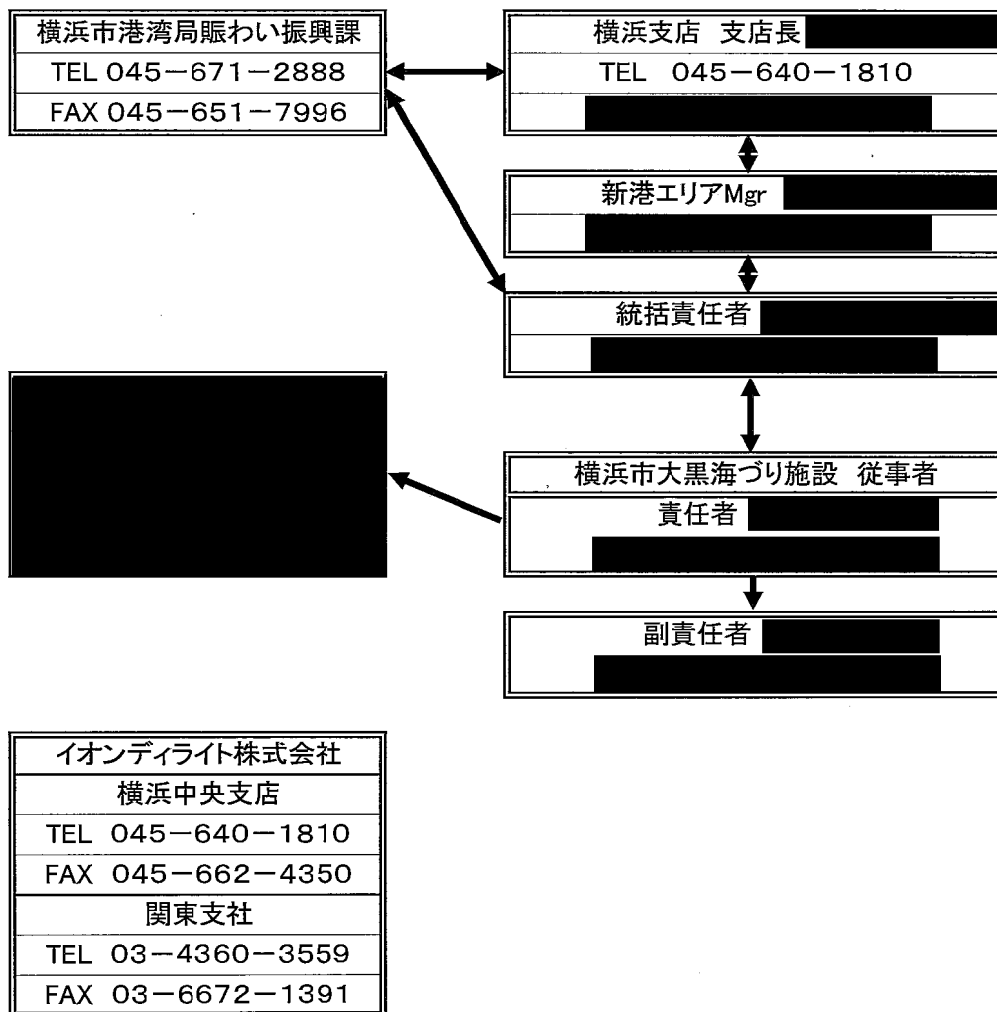 横浜市港湾局賑わい振興課
TEL 045-671-2888
FAX 045-651-7996
横浜支店 支店長
TEL 045-640-1810
新港エリアMgr
統括責任者
横浜市大黒海づり施設 従事者
責任者
副責任者
イオンディライト株式会社
横浜中央支店
TEL 045-640-1810
FAX 045-662-4350
関東支社
TEL 03-4360-3559
FAX 03-6672-1391